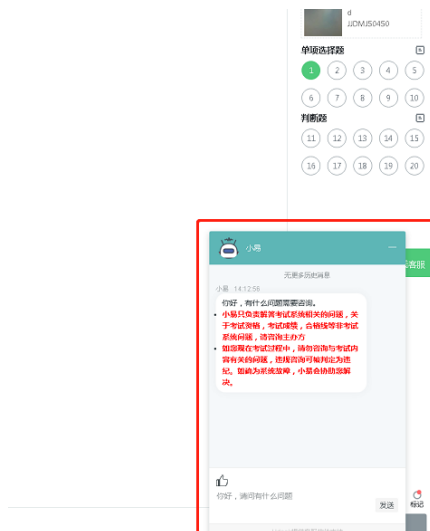 d
JJDMJS0450
单项选择题
1 2 3 4 5
6 7 8 9 10
判断题
11 12 13 14 15
16 17 18 19 20
小易
客服
无更多历史消息
小易 14:12:59
你好,有什么问题需要咨询。
小易只负责解答考试系统相关的问题,关
于考试资格,考试成绩,合格线等非考试
系统问题,请咨询主办方
如您现在考试过程中,请勿咨询与考试内
容有关的问题,违规咨询可被判定为违
纪。如确为系统故障,小易会协助您解
决。
你好,请问有什么问题
发送
标记